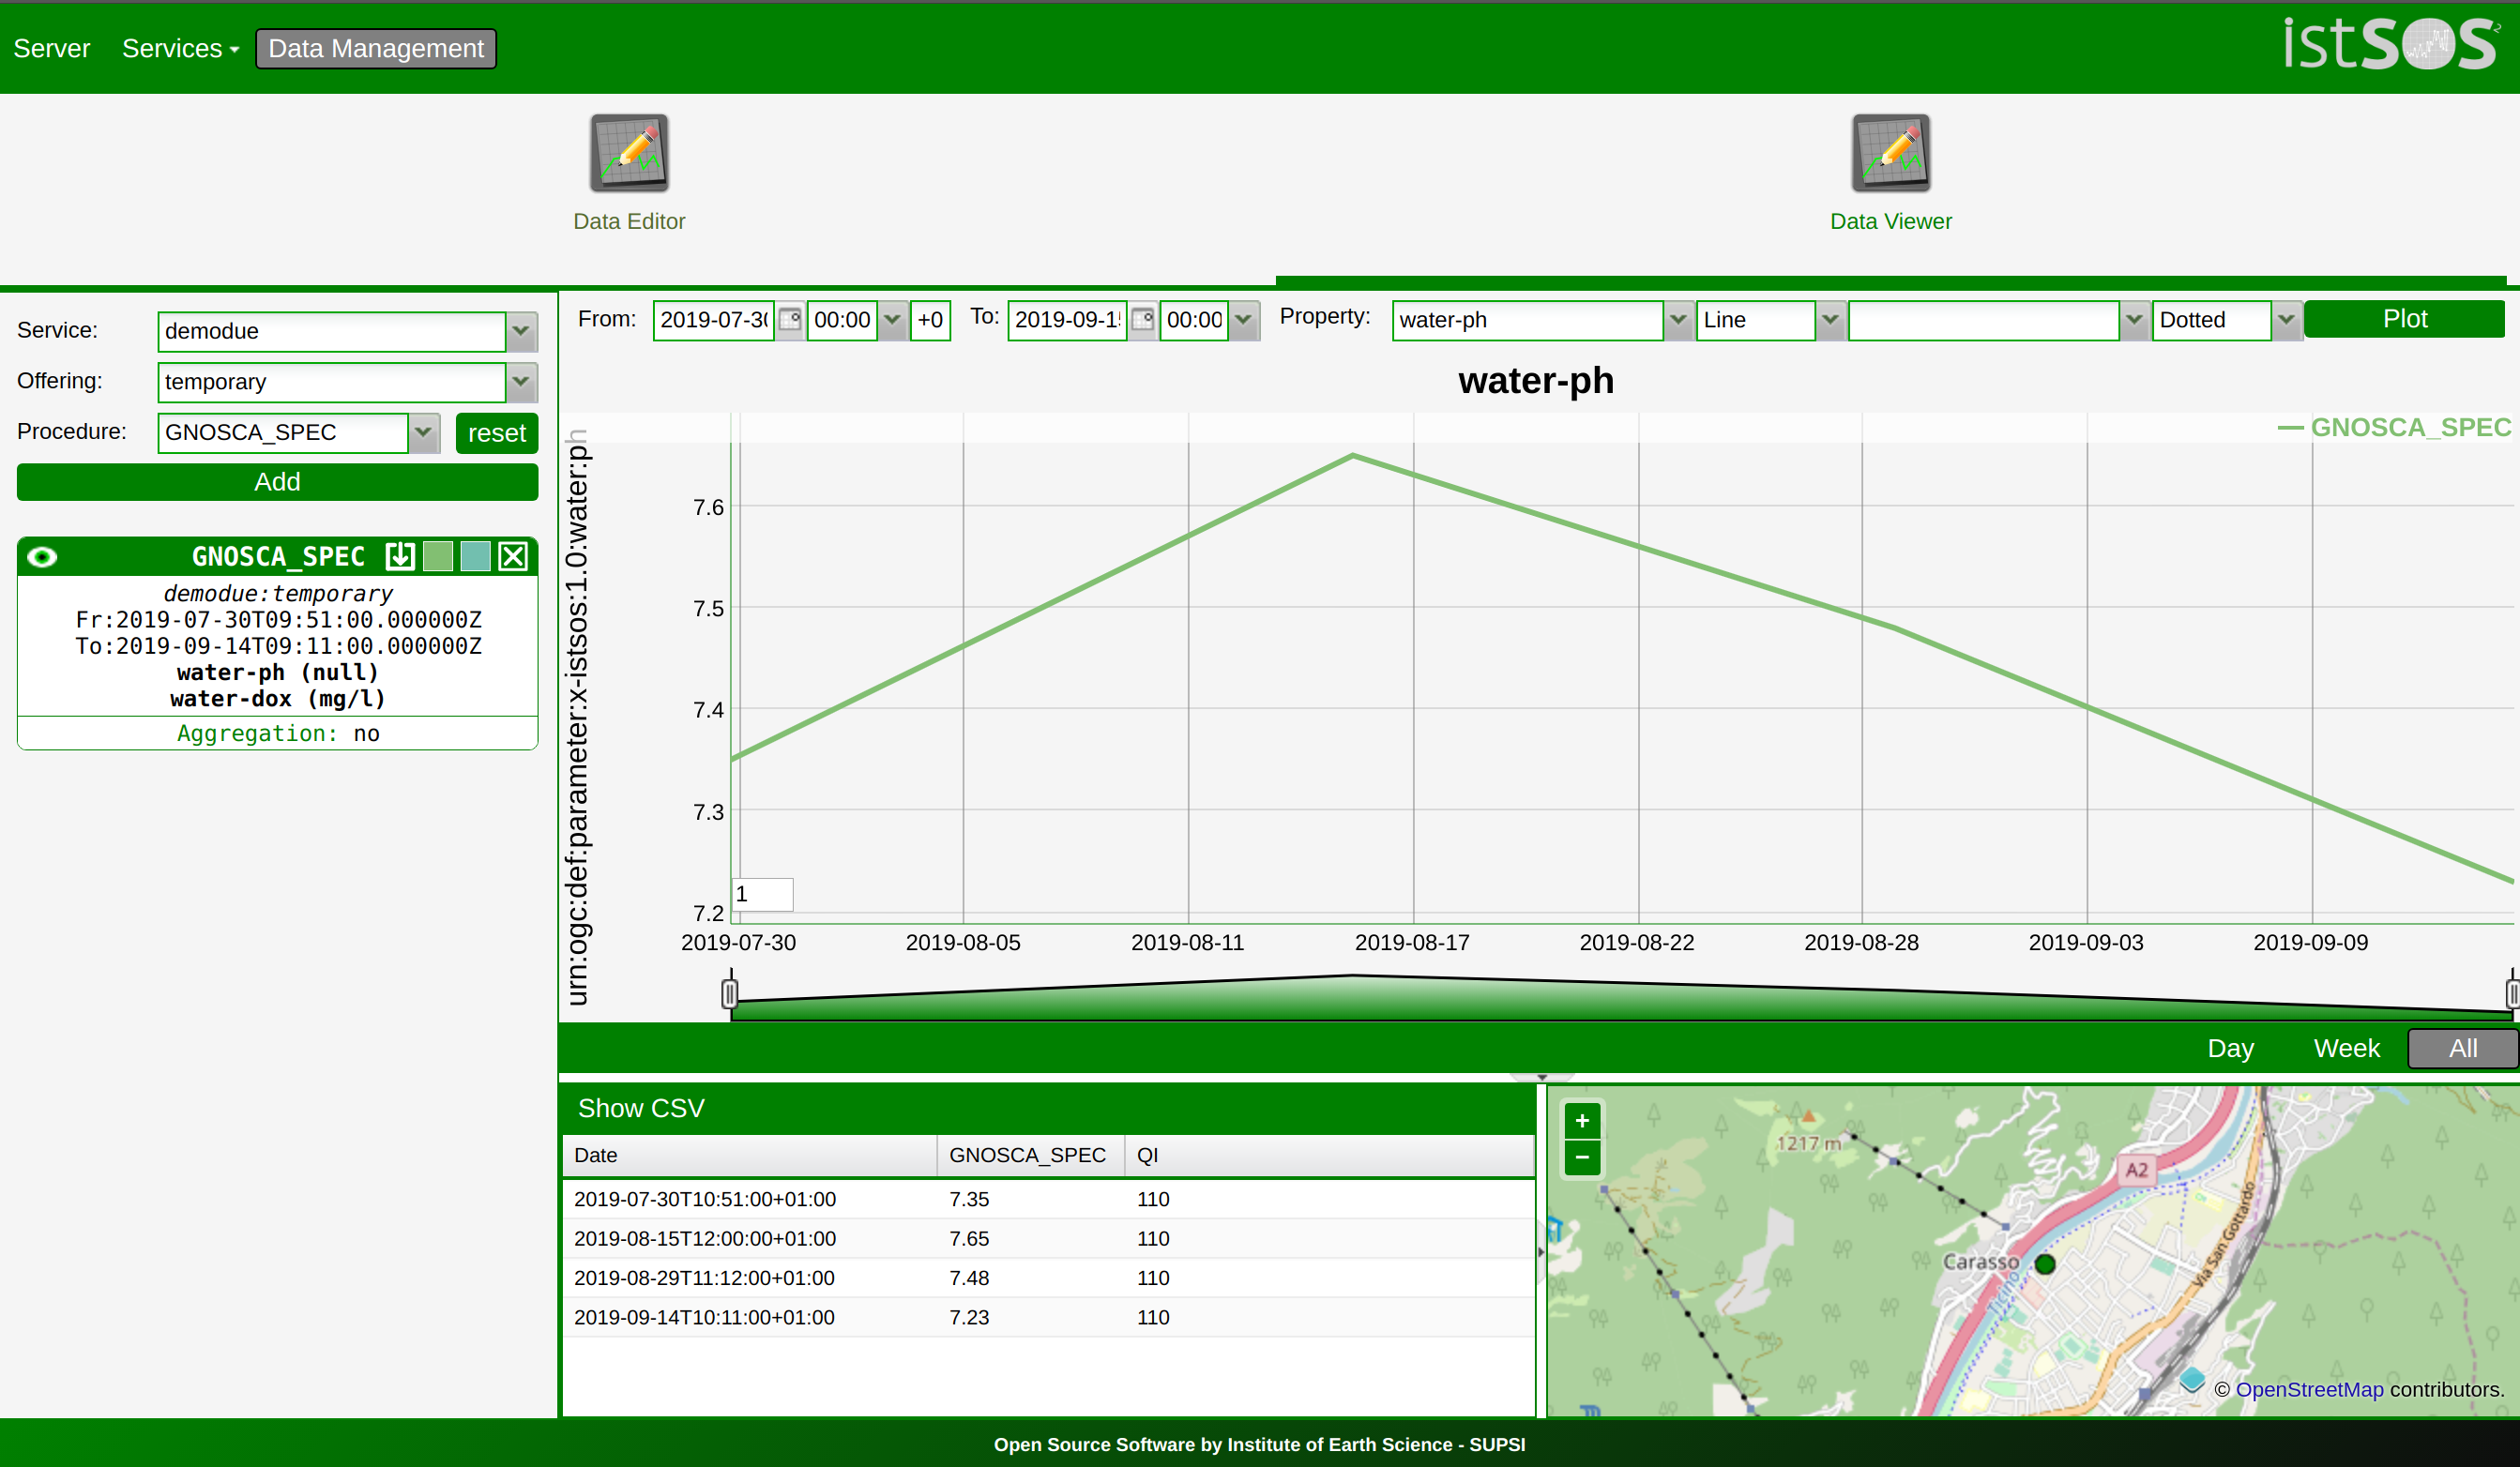 Server Services Data Management istSOS 2
Data Editor Data Viewer
Service: demodue
Offering: temporary
Procedure: GNOSCA_SPEC reset
Add
GNOSCA_SPEC
demodue:temporary
Fr:2019-07-30T09:51:00.000000Z
To:2019-09-14T09:11:00.000000Z
water-ph (null)
water-dox (mg/l)
Aggregation: no
From: 2019-07-3 00:00 +0 To: 2019-09-1 00:00 Property: water-ph Line Dotted Plot
water-ph
GNOSCA_SPEC
urn:ogc:def:parameter:x-istsos:1.0:water:ph
7.6
7.5
7.4
7.3
7.2
1
2019-07-30 2019-08-05 2019-08-11 2019-08-17 2019-08-22 2019-08-28 2019-09-03 2019-09-09
Day Week All
Show CSV
Date GNOSCA_SPEC QI
2019-07-30T10:51:00+01:00 7.35 110
2019-08-15T12:00:00+01:00 7.65 110
2019-08-29T11:12:00+01:00 7.48 110
2019-09-14T10:11:00+01:00 7.23 110
+
−
1217 m
A2
Via San Gottardo
Carasso
Ticino
© OpenStreetMap contributors.
Open Source Software by Institute of Earth Science - SUPSI